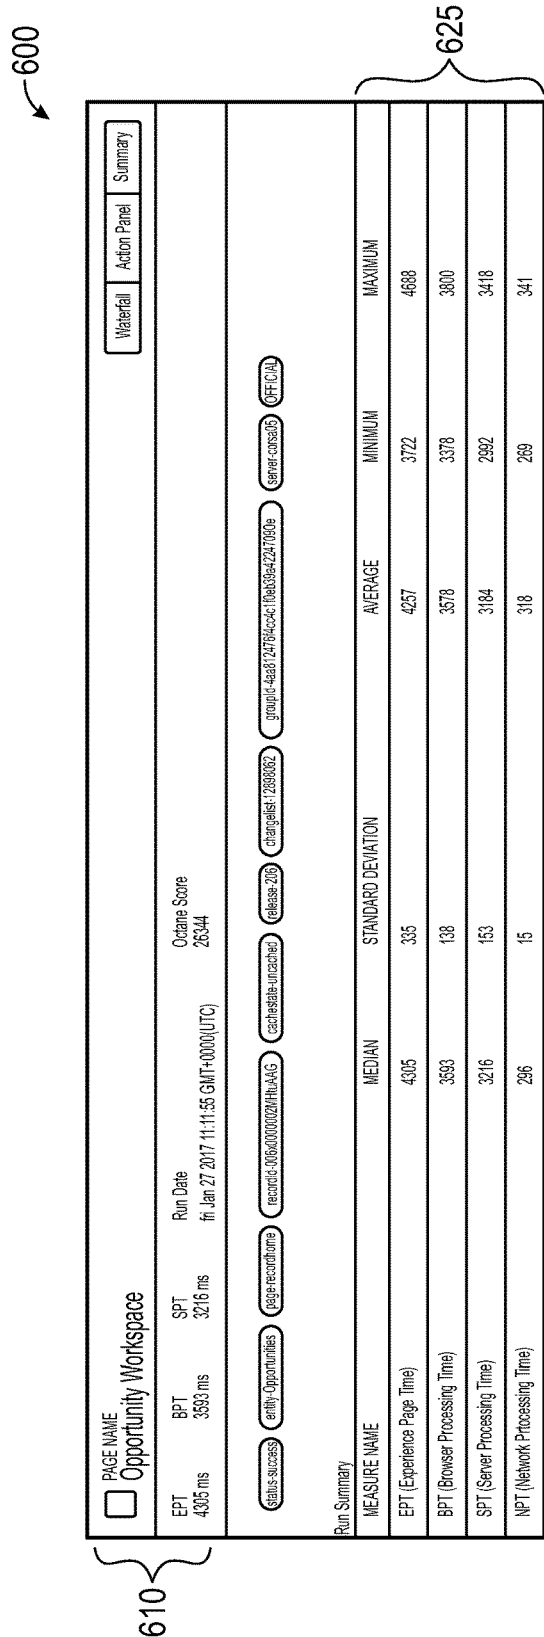 600
610
PAGE NAME
Opportunity Workspace
Waterfall Action Panel Summary
EPT BPT SPT Run Date Octane Score
4305 ms 3593 ms 3216 ms fri Jan 27 2017 11:11:55 GMT+0000(UTC) 26344
status-success entity-Opportunities page-recordhome recordId-006x0000002MHtuAAG cachestate-uncached release-206 changelist-12898062 groupId-4aa812476f4cc4c1f0eb39a42247090e server-corsa05 OFFICIAL
Run Summary
MEASURE NAME MEDIAN STANDARD DEVIATION AVERAGE MINIMUM MAXIMUM
EPT (Experience Page Time) 4305 335 4257 3722 4688
BPT (Browser Processing Time) 3593 138 3578 3378 3800
SPT (Server Processing Time) 3216 153 3184 2992 3418
NPT (Network Prtocessing Time) 296 15 318 269 341
625